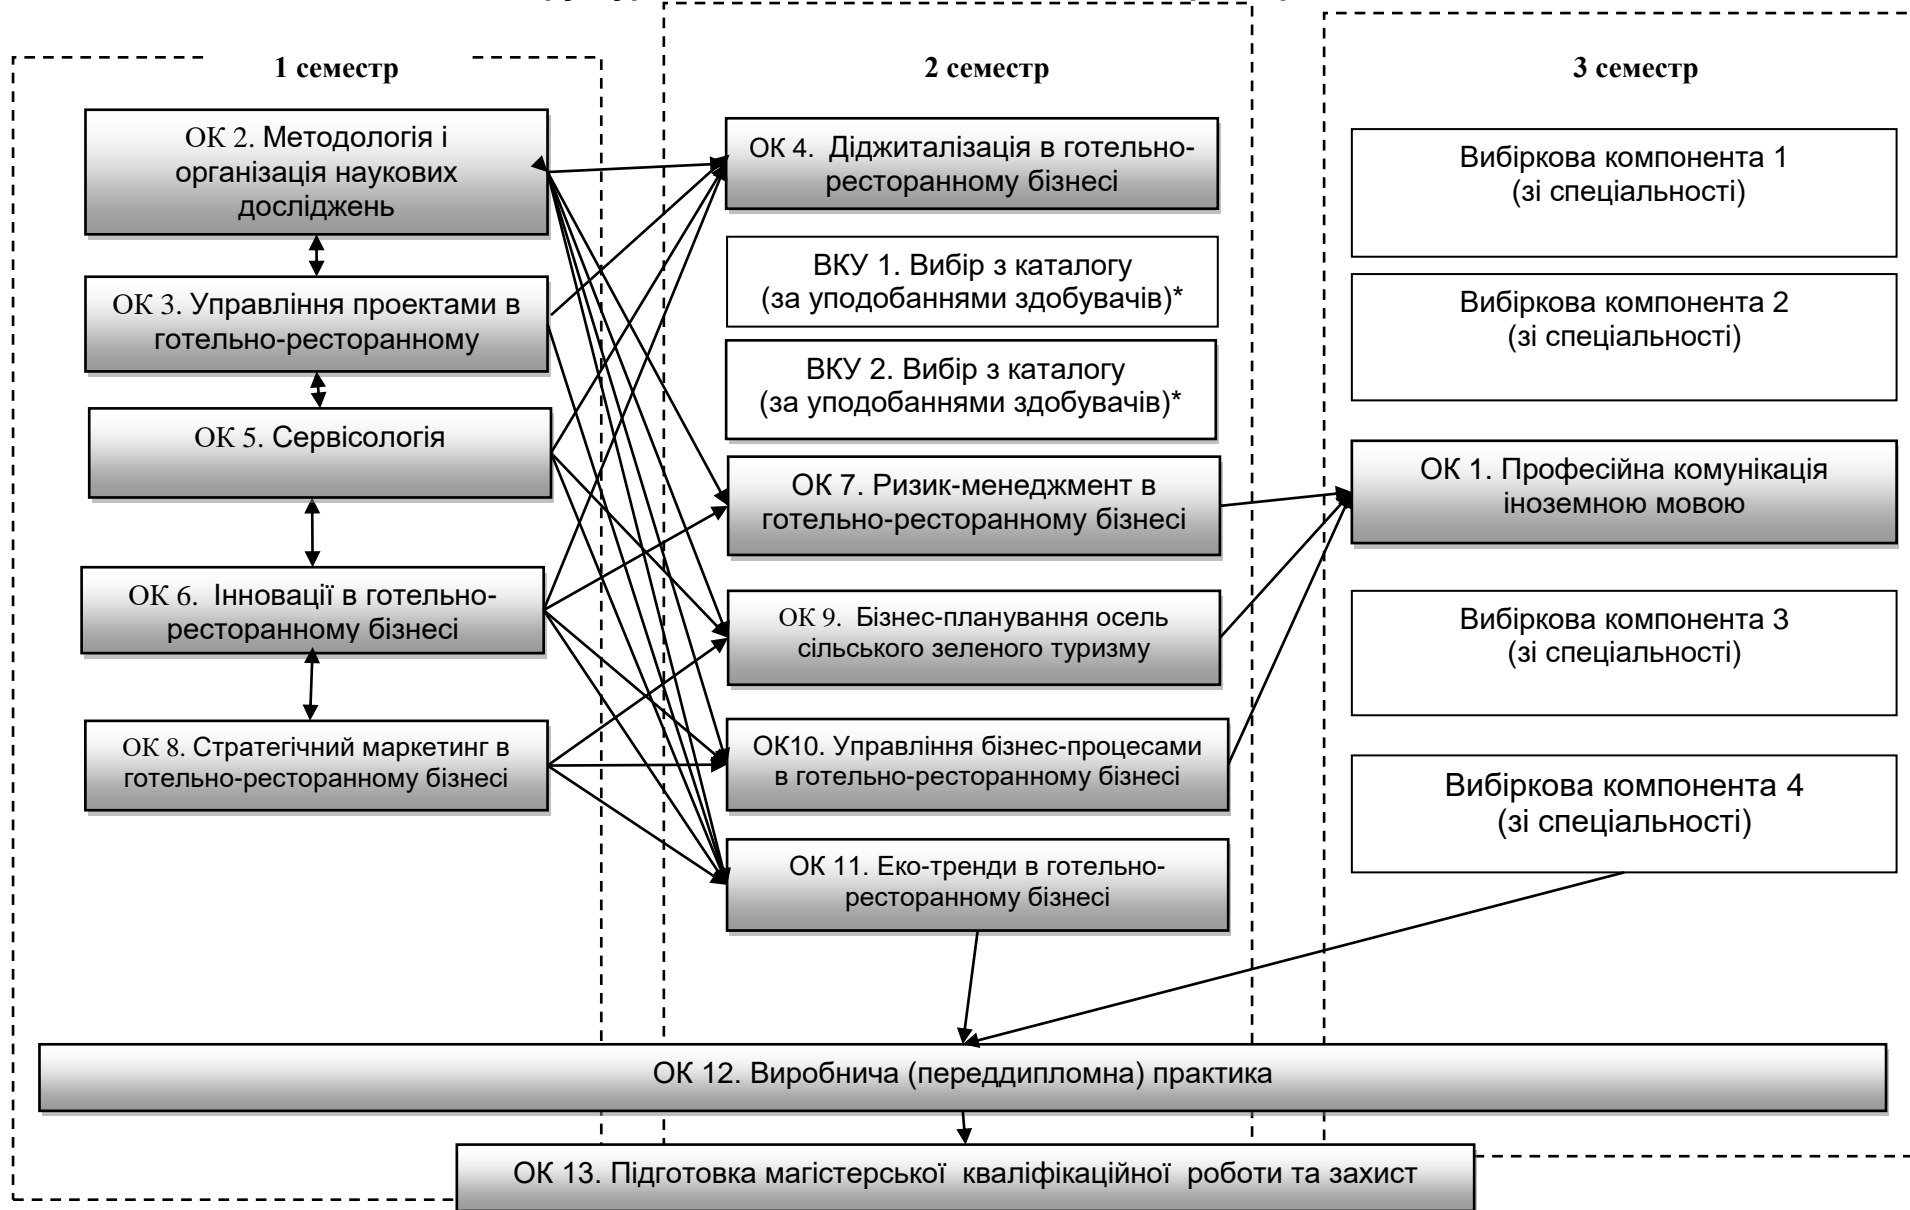 1 семестр
ОК 2. Методологія і
організація наукових
досліджень
ОК 3. Управління проектами в
готельно-ресторанному
ОК 5. Сервісологія
ОК 6.  Інновації в готельно-
ресторанному бізнесі
ОК 8. Стратегічний маркетинг в
готельно-ресторанному бізнесі
2 семестр
ОК 4.  Діджиталізація в готельно-
ресторанному бізнесі
ВКУ 1. Вибір з каталогу
(за уподобаннями здобувачів)*
ВКУ 2. Вибір з каталогу
(за уподобаннями здобувачів)*
ОК 7. Ризик-менеджмент в
готельно-ресторанному бізнесі
ОК 9.  Бізнес-планування осель
сільського зеленого туризму
ОК10. Управління бізнес-процесами
в готельно-ресторанному бізнесі
ОК 11. Еко-тренди в готельно-
ресторанному бізнесі
3 семестр
Вибіркова компонента 1
(зі спеціальності)
Вибіркова компонента 2
(зі спеціальності)
ОК 1. Професійна комунікація
іноземною мовою
Вибіркова компонента 3
(зі спеціальності)
Вибіркова компонента 4
(зі спеціальності)
ОК 12. Виробнича (переддипломна) практика
ОК 13. Підготовка магістерської  кваліфікаційної  роботи та захист